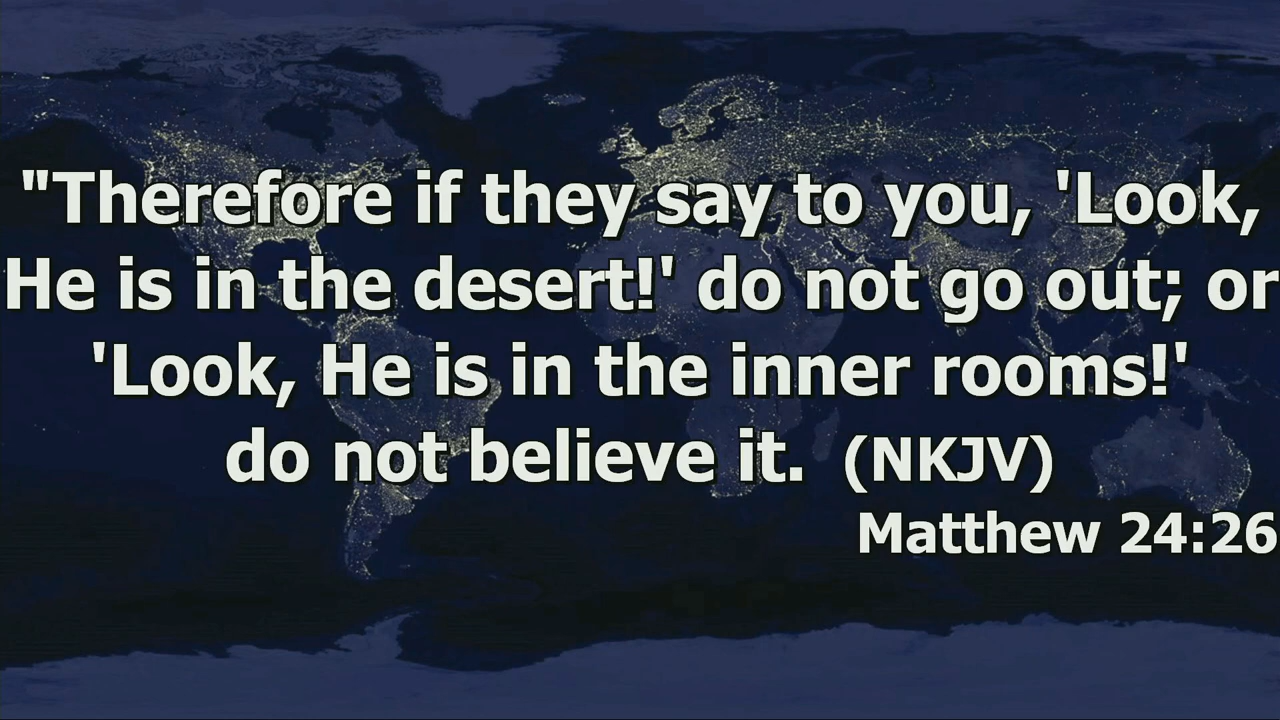 "Therefore if they say to you, 'Look,
He is in the desert!' do not go out; or
'Look, He is in the inner rooms!'
do not believe it. (NKJV)
Matthew 24:26